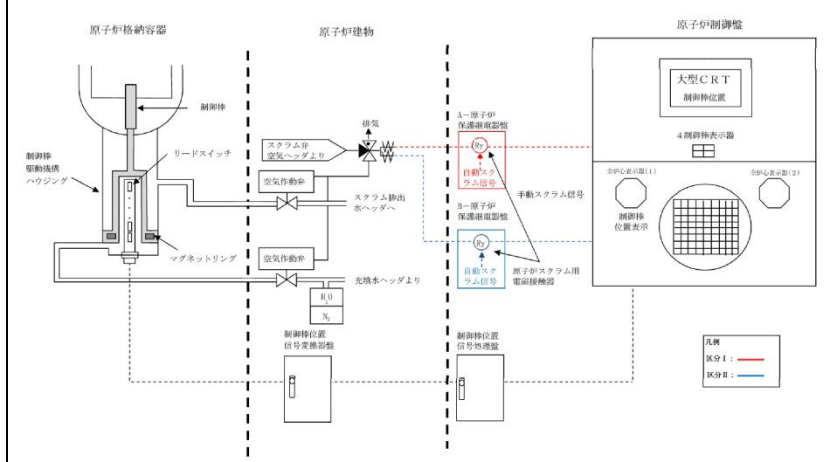 原子炉格納容器
原子炉建物
原子炉制御盤
制御棒
制御棒
駆動機構
ハウジング
リードスイッチ
マグネットリング
排気
スクラム弁
空気ヘッダより
空気作動弁
スクラム排出
水ヘッダへ
空気作動弁
充填水ヘッダより
H₂O
N₂
制御棒位置
信号変換器盤
A－原子炉
保護継電器盤
Ry
自動スク
ラム信号
手動スクラム信号
B－原子炉
保護継電器盤
Ry
自動スク
ラム信号
原子炉スクラム用
電磁接触器
制御棒位置
信号処理盤
大型CRT
制御棒位置
4制御棒表示器
全炉心表示器(1)
全炉心表示器(2)
制御棒
位置表示
凡例
区分Ⅰ：
区分Ⅱ：